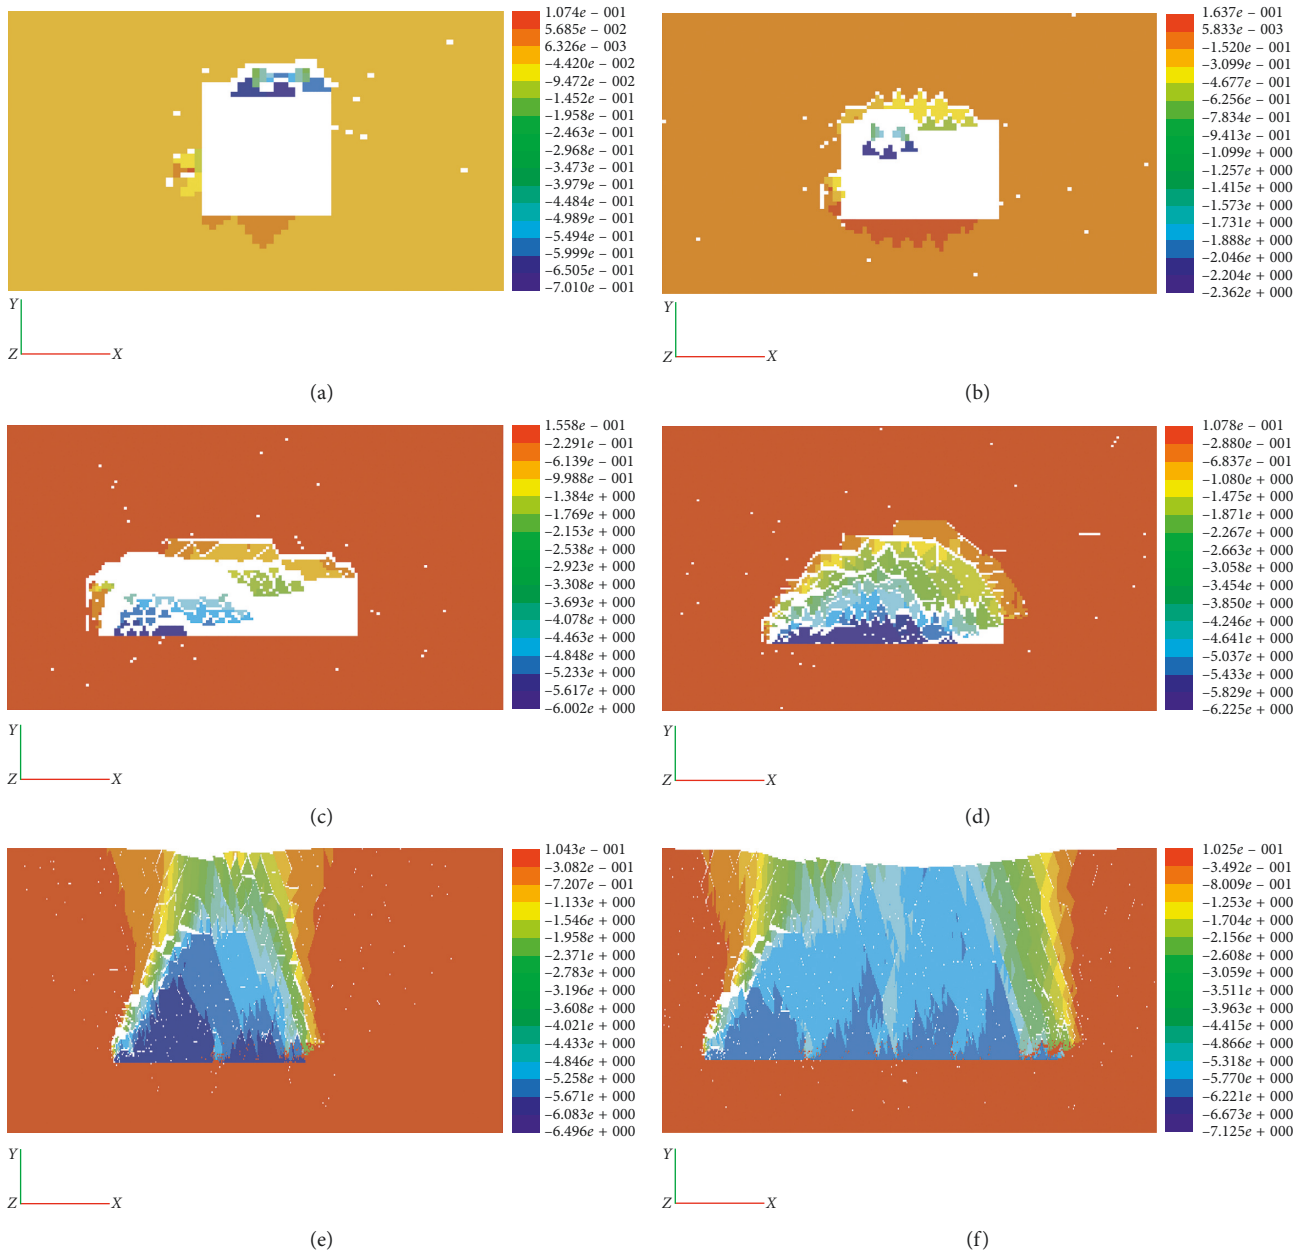 1.074e – 001
5.685e – 002
6.326e – 003
–4.420e – 002
–9.472e – 002
–1.452e – 001
–1.958e – 001
–2.463e – 001
–2.968e – 001
–3.473e – 001
–3.979e – 001
–4.484e – 001
–4.989e – 001
–5.494e – 001
–5.999e – 001
–6.505e – 001
–7.010e – 001
Y
Z
X
(a)
1.637e – 001
5.833e – 003
–1.520e – 001
–3.099e – 001
–4.677e – 001
–6.256e – 001
–7.834e – 001
–9.413e – 001
–1.099e + 000
–1.257e + 000
–1.415e + 000
–1.573e + 000
–1.731e + 000
–1.888e + 000
–2.046e + 000
–2.204e + 000
–2.362e + 000
Y
Z
X
(b)
1.558e – 001
–2.291e – 001
–6.139e – 001
–9.988e – 001
–1.384e + 000
–1.769e + 000
–2.153e + 000
–2.538e + 000
–2.923e + 000
–3.308e + 000
–3.693e + 000
–4.078e + 000
–4.463e + 000
–4.848e + 000
–5.233e + 000
–5.617e + 000
–6.002e + 000
Y
Z
X
(c)
1.078e – 001
–2.880e – 001
–6.837e – 001
–1.080e + 000
–1.475e + 000
–1.871e + 000
–2.267e + 000
–2.663e + 000
–3.058e + 000
–3.454e + 000
–3.850e + 000
–4.246e + 000
–4.641e + 000
–5.037e + 000
–5.433e + 000
–5.829e + 000
–6.225e + 000
Y
Z
X
(d)
1.043e – 001
–3.082e – 001
–7.207e – 001
–1.133e + 000
–1.546e + 000
–1.958e + 000
–2.371e + 000
–2.783e + 000
–3.196e + 000
–3.608e + 000
–4.021e + 000
–4.433e + 000
–4.846e + 000
–5.258e + 000
–5.671e + 000
–6.083e + 000
–6.496e + 000
Y
Z
X
(e)
1.025e – 001
–3.492e – 001
–8.009e – 001
–1.253e + 000
–1.704e + 000
–2.156e + 000
–2.608e + 000
–3.059e + 000
–3.511e + 000
–3.963e + 000
–4.415e + 000
–4.866e + 000
–5.318e + 000
–5.770e + 000
–6.221e + 000
–6.673e + 000
–7.125e + 000
Y
Z
X
(f)